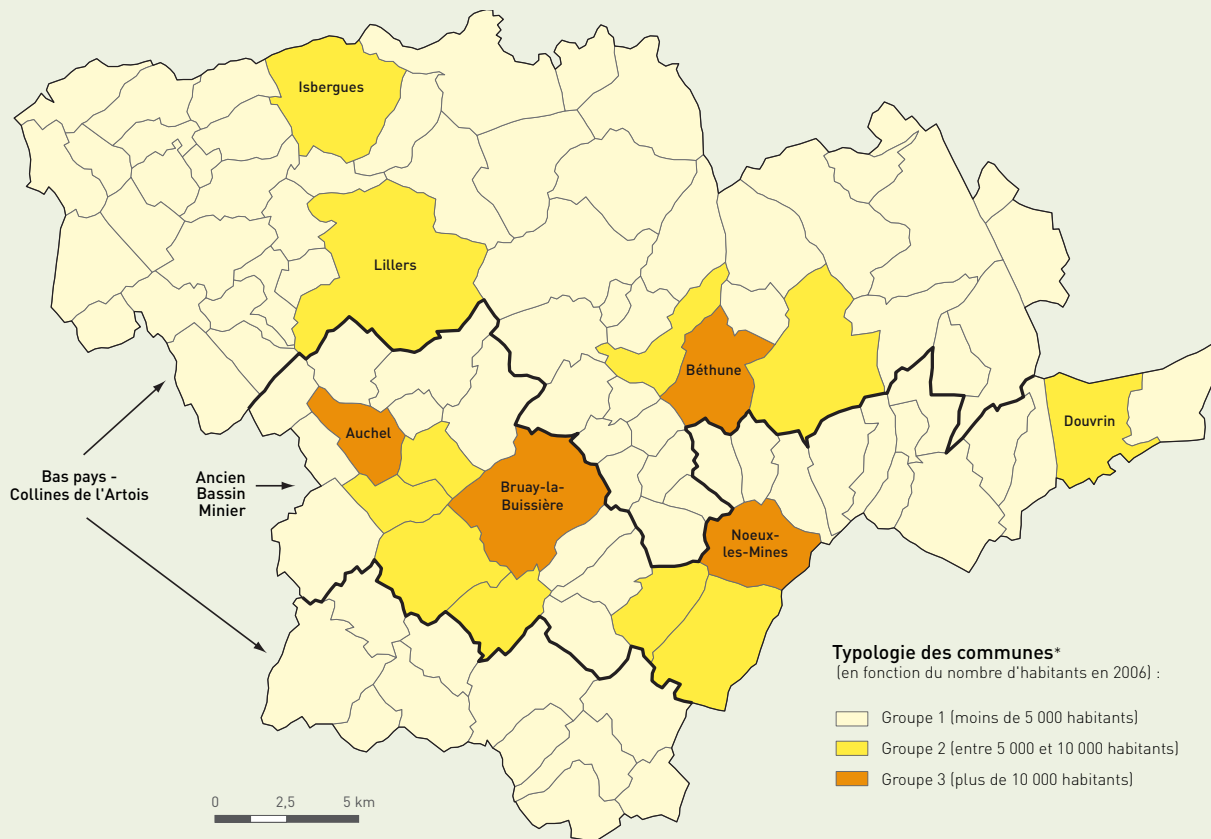 Isbergues
Lillers
Béthune
Douvrin
Auchel
Bas pays -
Collines de l'Artois
Ancien
Bassin
Minier
Bruay-la-
Buissière
Noeux-
les-Mines
Typologie des communes*
(en fonction du nombre d'habitants en 2006) :
Groupe 1 (moins de 5 000 habitants)
Groupe 2 (entre 5 000 et 10 000 habitants)
Groupe 3 (plus de 10 000 habitants)
0 2,5 5 km